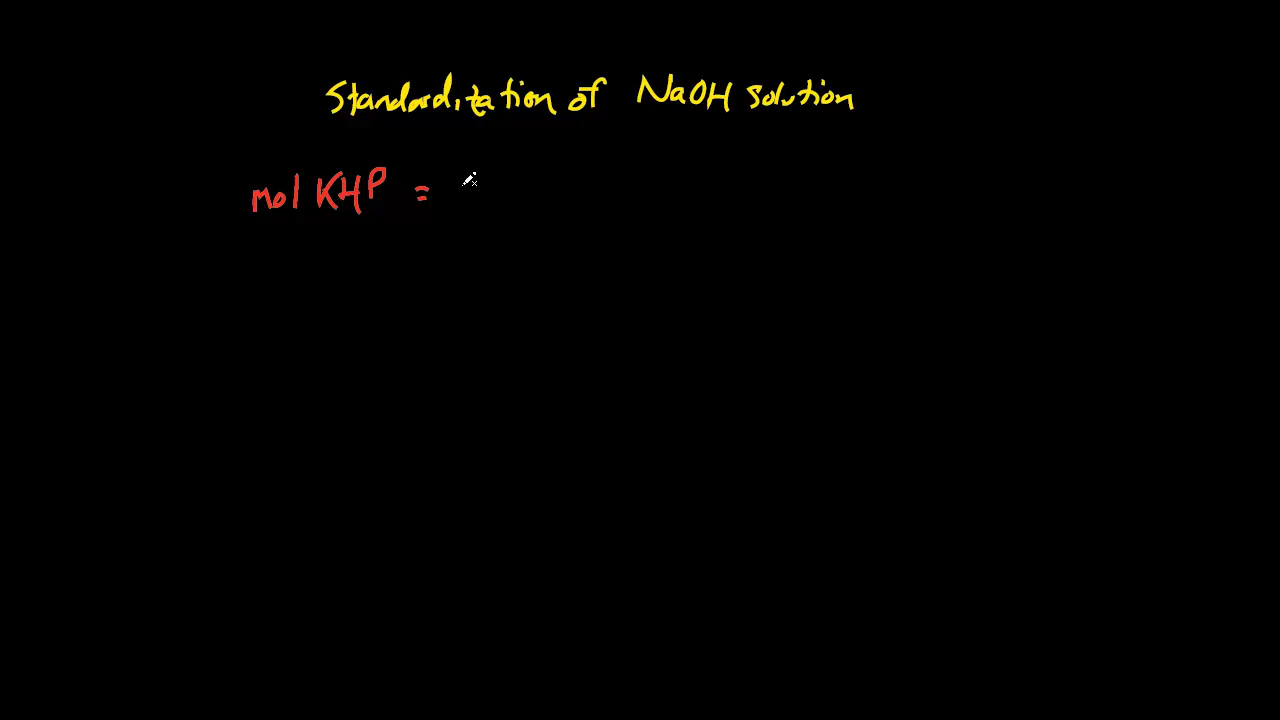 Standardization of NaOH solution
mol KHP =